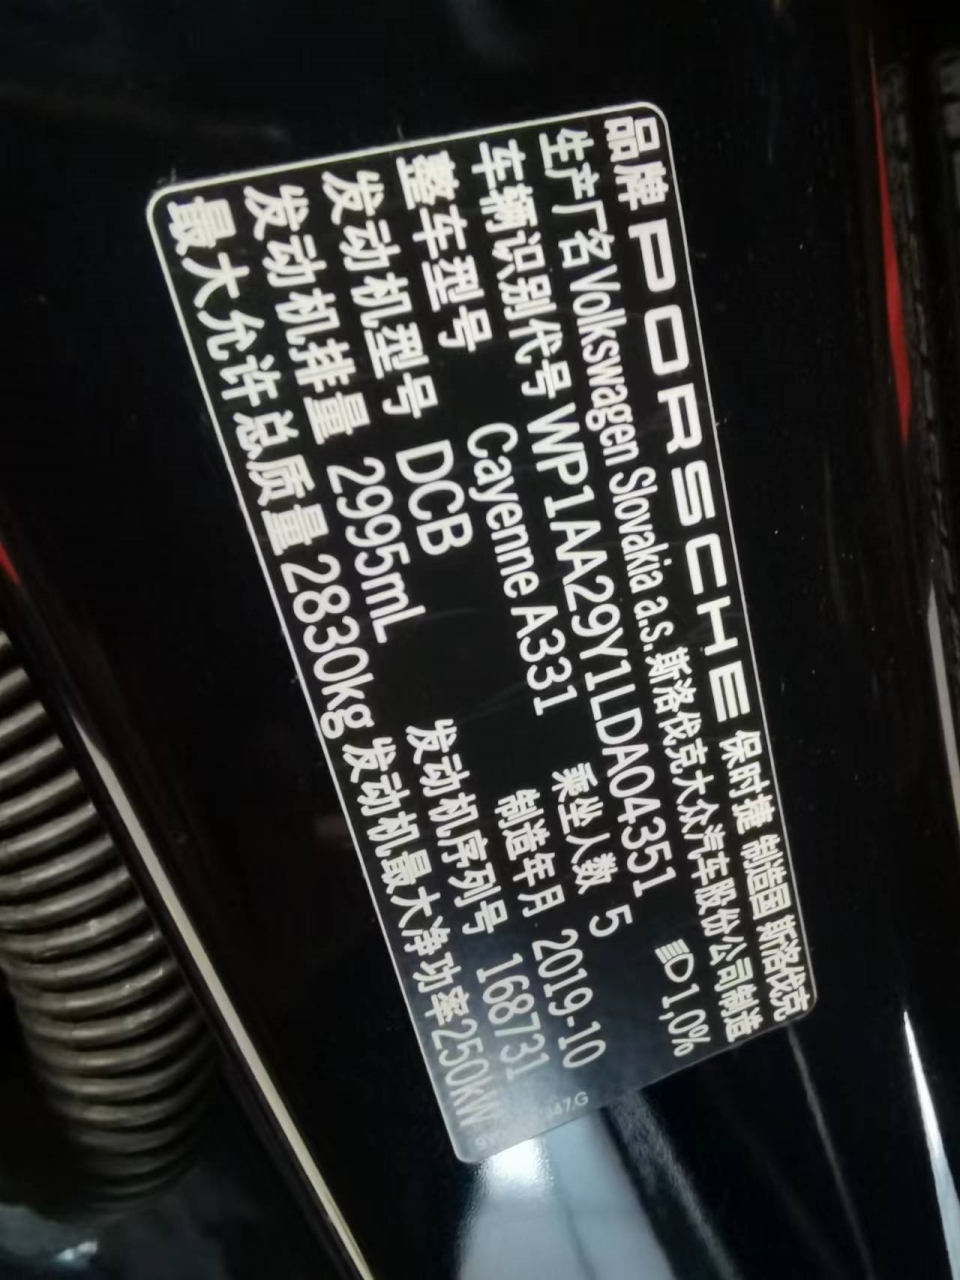 品牌 PORSCHE 保时捷 制造国 斯洛伐克
生产厂名 Volkswagen Slovakia a.s. 斯洛伐克大众汽车股份公司制造
车辆识别代号 WP1AA29Y1LDA04351 1,0%
整车型号 Cayenne A331 乘坐人数 5
发动机型号 DCB 制造年月 2019-10
发动机排量 2995mL 发动机序列号 168731
最大允许总质量 2830kg 发动机最大净功率 250kW